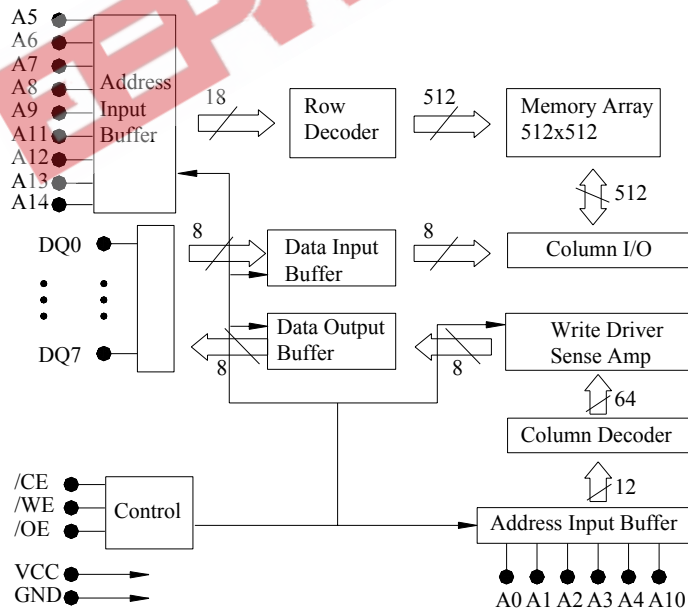 A5
A6
A7
A8
A9
A11
A12
A13
A14
Address
Input
Buffer
18
Row
Decoder
512
Memory Array
512x512
512
DQ0
DQ7
8
Data Input
Buffer
8
Column I/O
Data Output
Buffer
8
8
Write Driver
Sense Amp
64
Column Decoder
12
/CE
/WE
/OE
Control
Address Input Buffer
VCC
GND
A0 A1 A2 A3 A4 A10